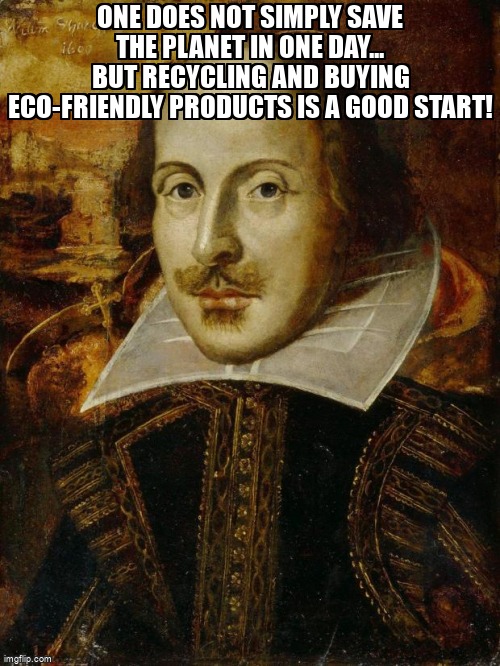 ONE DOES NOT SIMPLY SAVE
THE PLANET IN ONE DAY...
BUT RECYCLING AND BUYING
ECO-FRIENDLY PRODUCTS IS A GOOD START!
imgflip.com